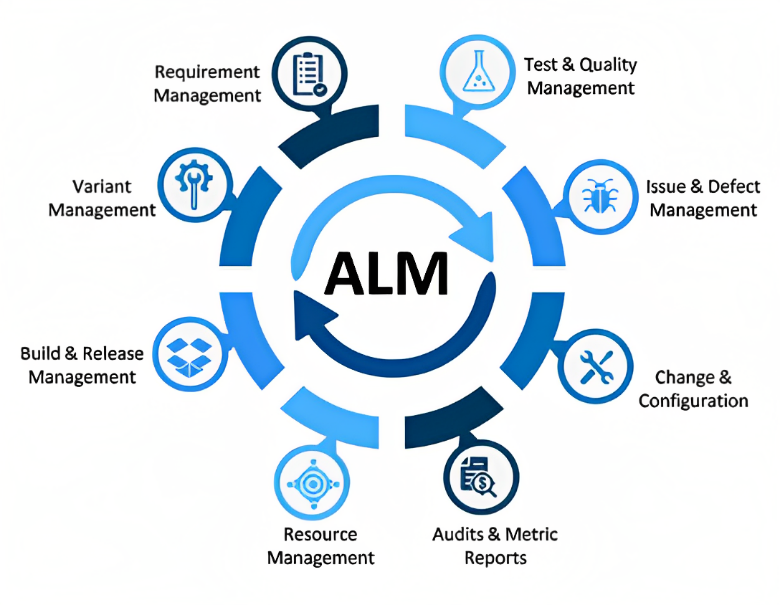 Requirement
Management
Test & Quality
Management
Variant
Management
Issue & Defect
Management
ALM
Build & Release
Management
Change &
Configuration
Resource
Management
Audits & Metric
Reports
$